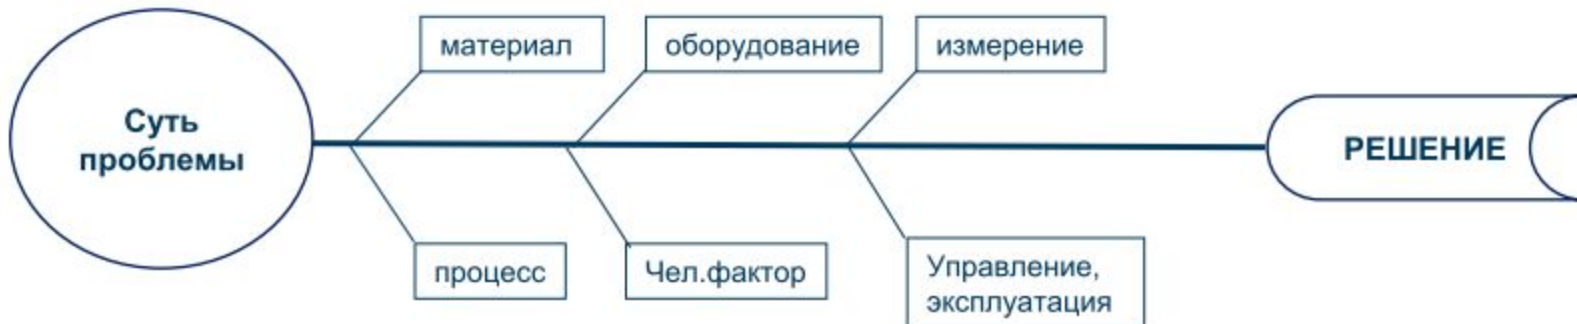 материал
оборудование
измерение
Суть
проблемы
РЕШЕНИЕ
процесс
Чел.фактор
Управление,
эксплуатация